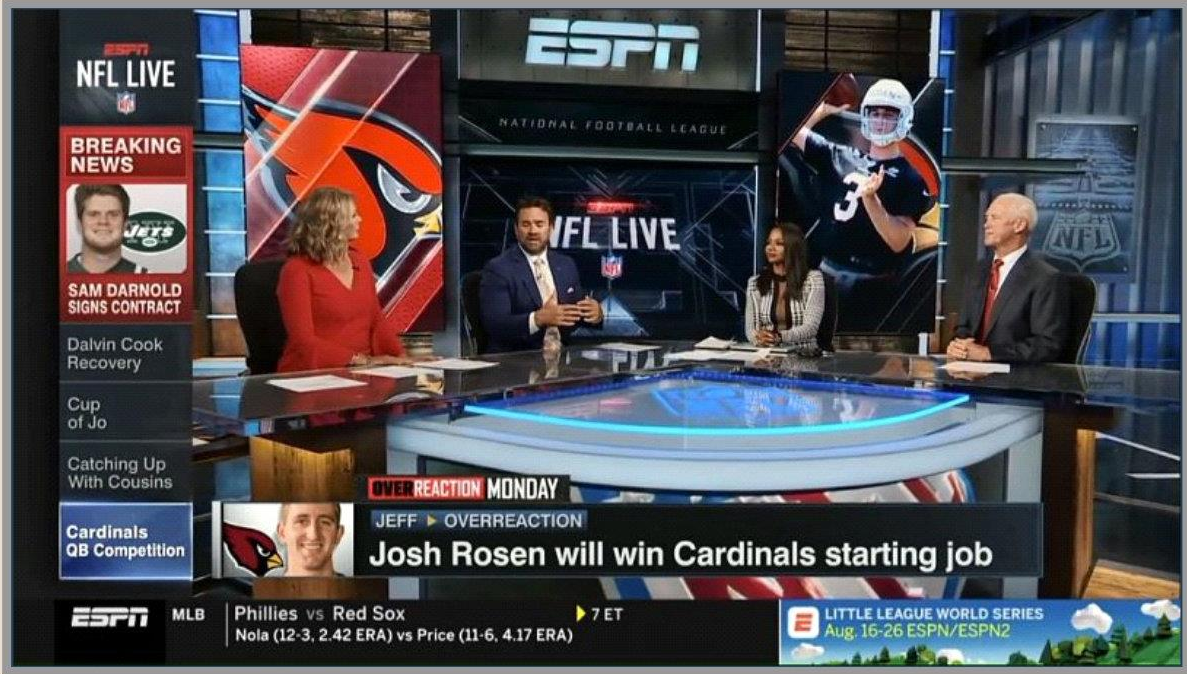 ESPN
NFL LIVE
NFL
BREAKING
NEWS
JETS
SAM DARNOLD
SIGNS CONTRACT
Dalvin Cook
Recovery
Cup
of Jo
Catching Up
With Cousins
Cardinals
QB Competition
ESPN
NATIONAL FOOTBALL LEAGUE
ESPN
NFL LIVE
NFL
3
NFL
OVERREACTION MONDAY
JEFF ▸ OVERREACTION
Josh Rosen will win Cardinals starting job
ESPN
MLB
Phillies vs Red Sox
7 ET
Nola (12-3, 2.42 ERA) vs Price (11-6, 4.17 ERA)
E
LITTLE LEAGUE WORLD SERIES
Aug. 16-26 ESPN/ESPN2